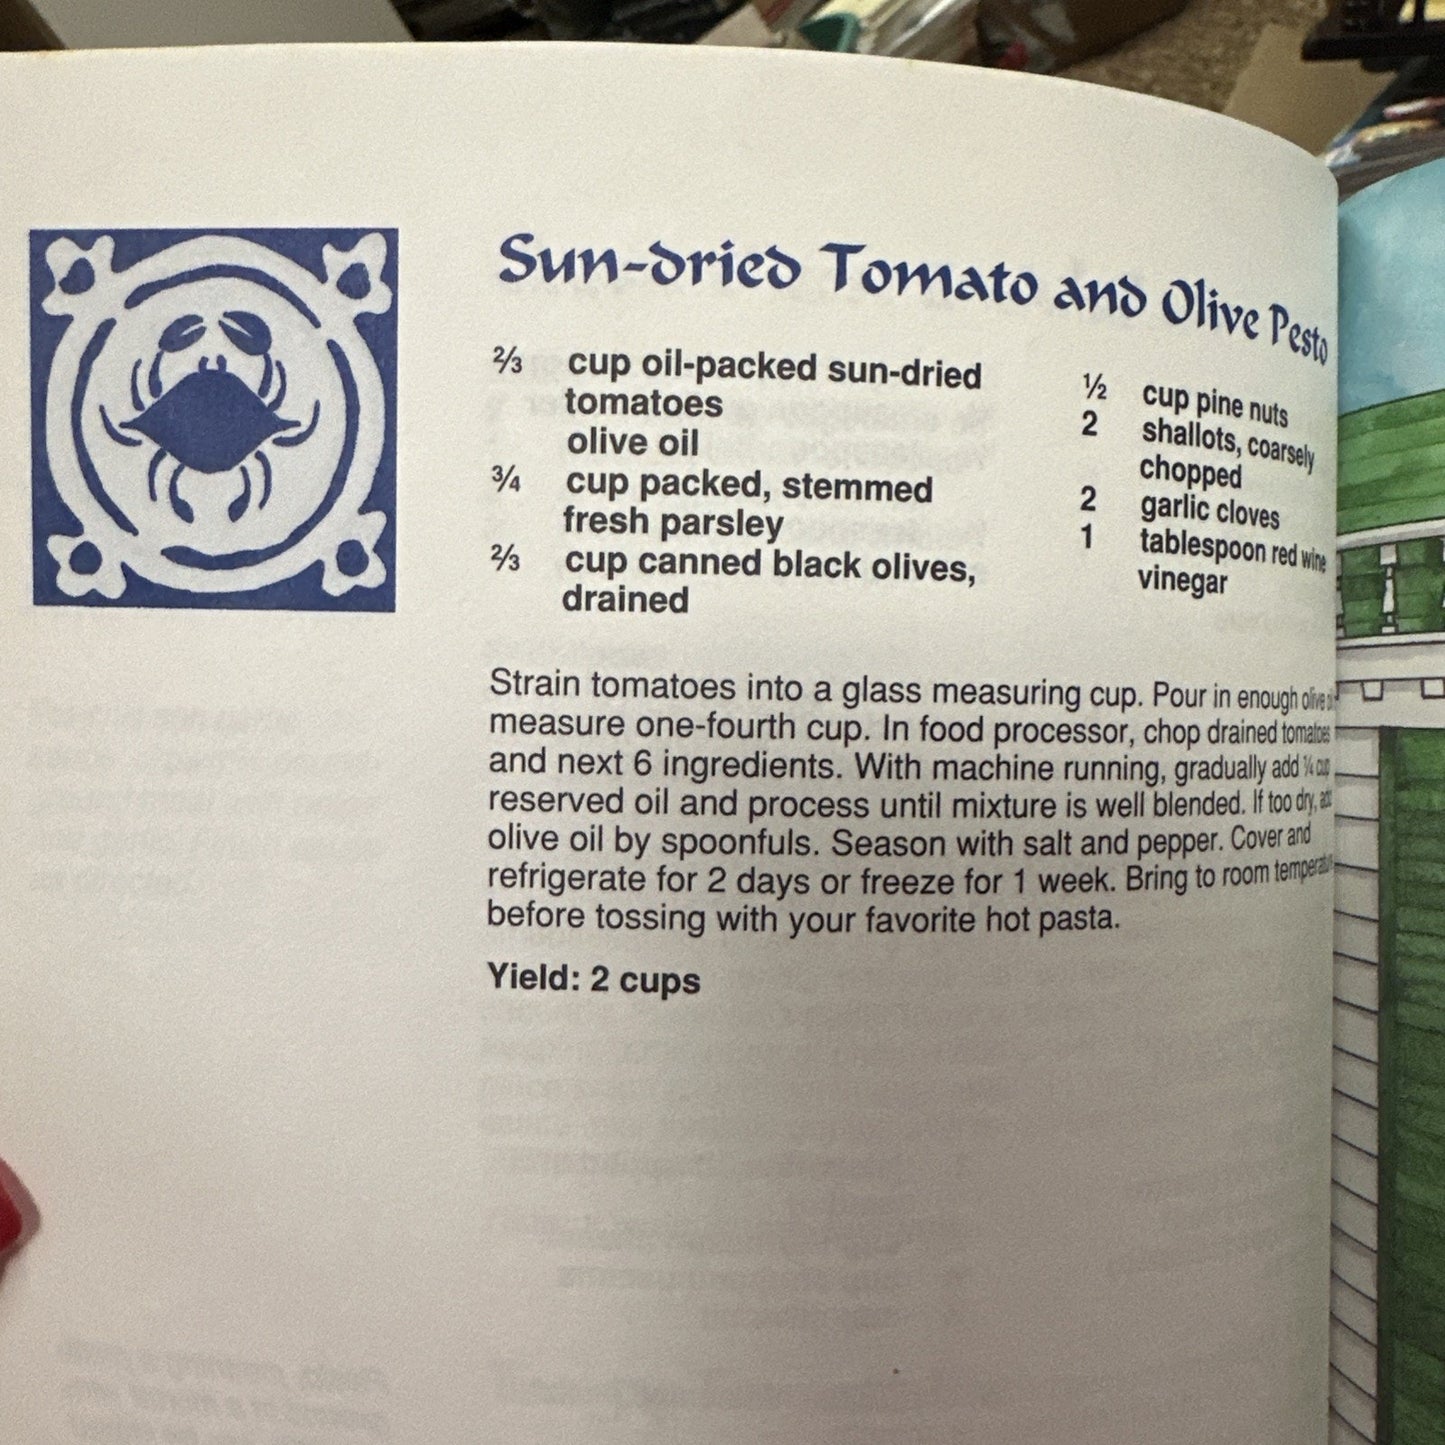 Sun-dried Tomato and Olive Pesto
⅔ cup oil-packed sun-dried
tomatoes
olive oil
¾ cup packed, stemmed
fresh parsley
⅔ cup canned black olives,
drained
½ cup pine nuts
2 shallots, coarsely
chopped
2 garlic cloves
1 tablespoon red wine
vinegar
Strain tomatoes into a glass measuring cup. Pour in enough olive
measure one-fourth cup. In food processor, chop drained tomatoes
and next 6 ingredients. With machine running, gradually add ¼ cup
reserved oil and process until mixture is well blended. If too dry, add
olive oil by spoonfuls. Season with salt and pepper. Cover and
refrigerate for 2 days or freeze for 1 week. Bring to room temperature
before tossing with your favorite hot pasta.
Yield: 2 cups